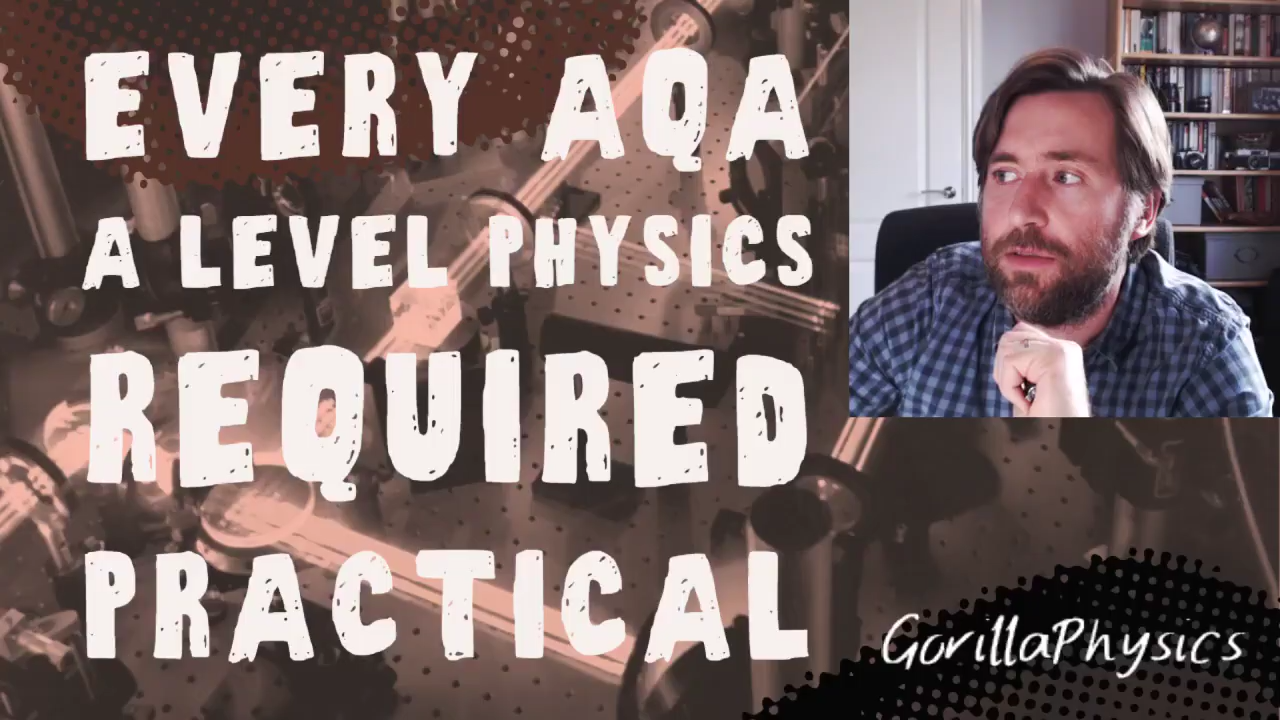 EVERY AQA
A LEVEL PHYSICS
REQUIRED
PRACTICAL
GorillaPhysics